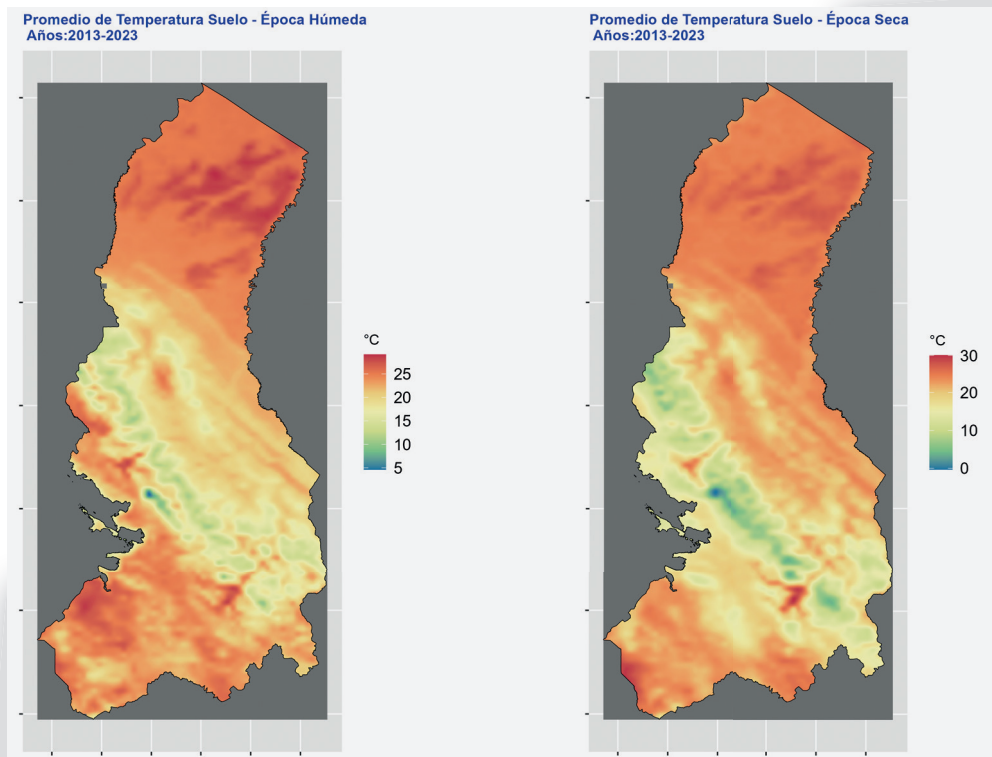 Promedio de Temperatura Suelo - Época Húmeda
Años:2013-2023
°C
25
20
15
10
5
Promedio de Temperatura Suelo - Época Seca
Años:2013-2023
°C
30
20
10
0